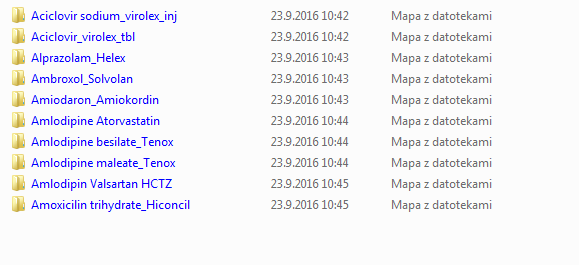 Aciclovir sodium_virolex_inj 23.9.2016 10:42 Mapa z datotekami
Aciclovir_virolex_tbl 23.9.2016 10:42 Mapa z datotekami
Alprazolam_Helex 23.9.2016 10:43 Mapa z datotekami
Ambroxol_Solvolan 23.9.2016 10:43 Mapa z datotekami
Amiodaron_Amiokordin 23.9.2016 10:43 Mapa z datotekami
Amlodipine Atorvastatin 23.9.2016 10:44 Mapa z datotekami
Amlodipine besilate_Tenox 23.9.2016 10:44 Mapa z datotekami
Amlodipine maleate_Tenox 23.9.2016 10:44 Mapa z datotekami
Amlodipin Valsartan HCTZ 23.9.2016 10:45 Mapa z datotekami
Amoxicilin trihydrate_Hiconcil 23.9.2016 10:45 Mapa z datotekami